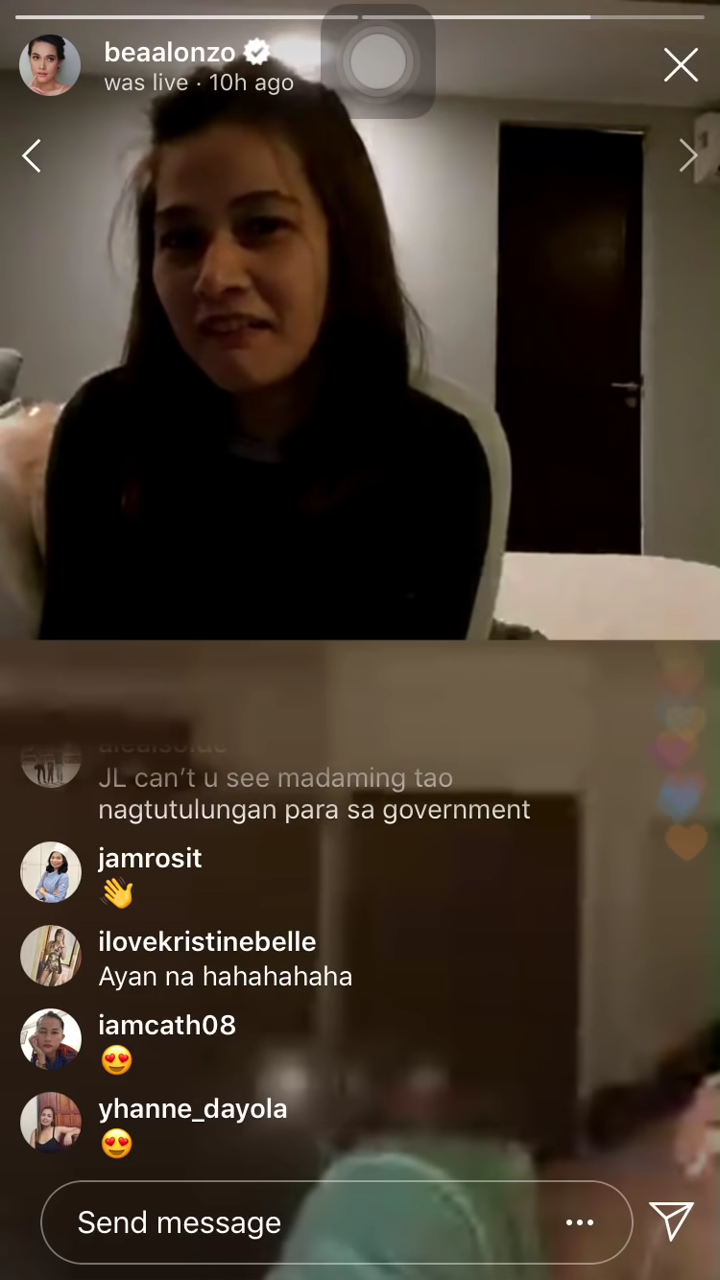 beaalonzo
was live · 10h ago
JL can't u see madaming tao
nagtutulungan para sa government
jamrosit
👋
ilovekristinebelle
Ayan na hahahahaha
iamcath08
😍
yhanne_dayola
😍
Send message